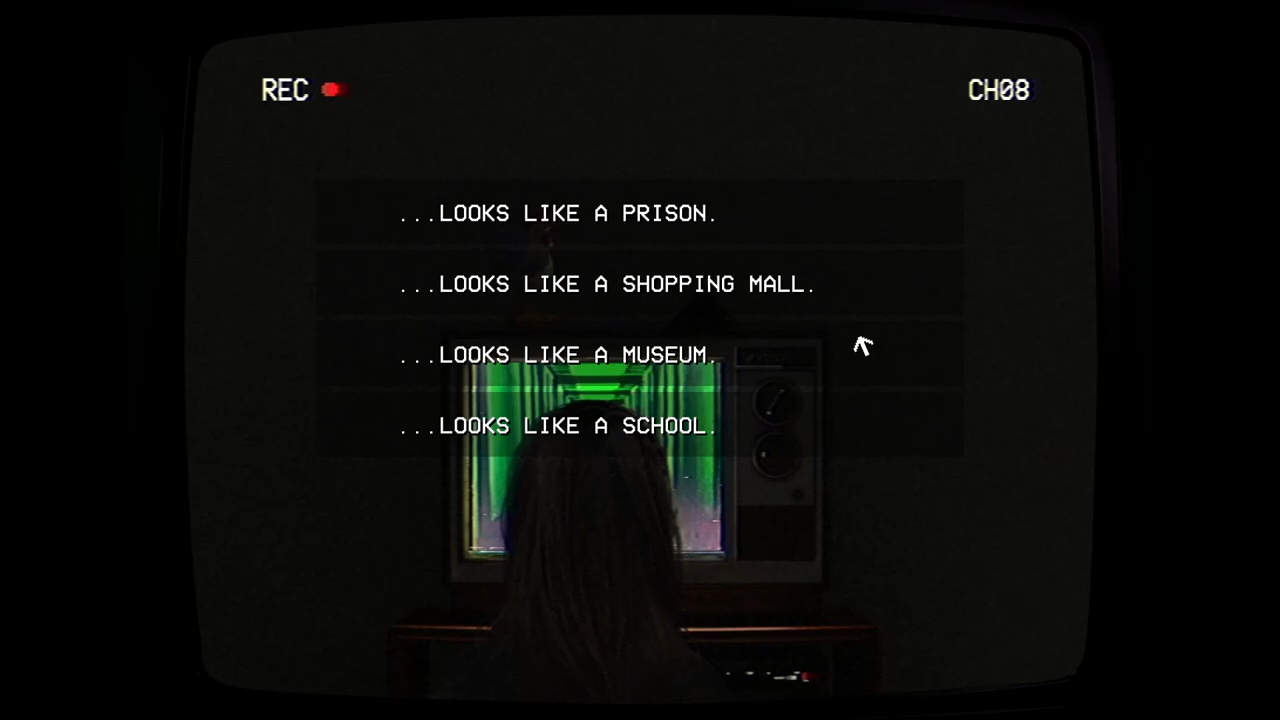 REC
CH08
...LOOKS LIKE A PRISON.
...LOOKS LIKE A SHOPPING MALL.
...LOOKS LIKE A MUSEUM.
...LOOKS LIKE A SCHOOL.